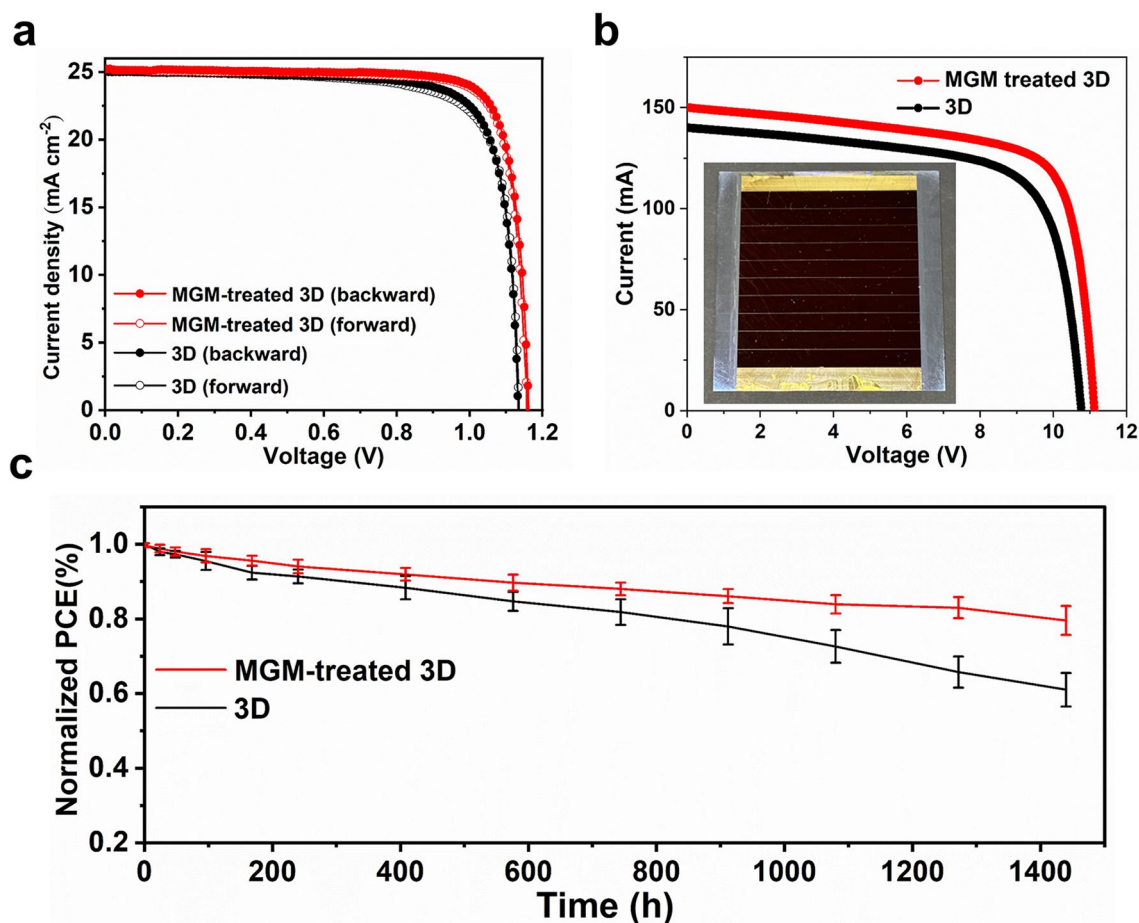 a
Current density (mA cm⁻²)
25
20
15
10
5
0
MGM-treated 3D (backward)
MGM-treated 3D (forward)
3D (backward)
3D (forward)
0.0 0.2 0.4 0.6 0.8 1.0 1.2
Voltage (V)
b
Current (mA)
150
100
50
0
MGM treated 3D
3D
0 2 4 6 8 10 12
Voltage (V)
c
Normalized PCE(%)
1.0
0.8
0.6
0.4
0.2
MGM-treated 3D
3D
0 200 400 600 800 1000 1200 1400
Time (h)